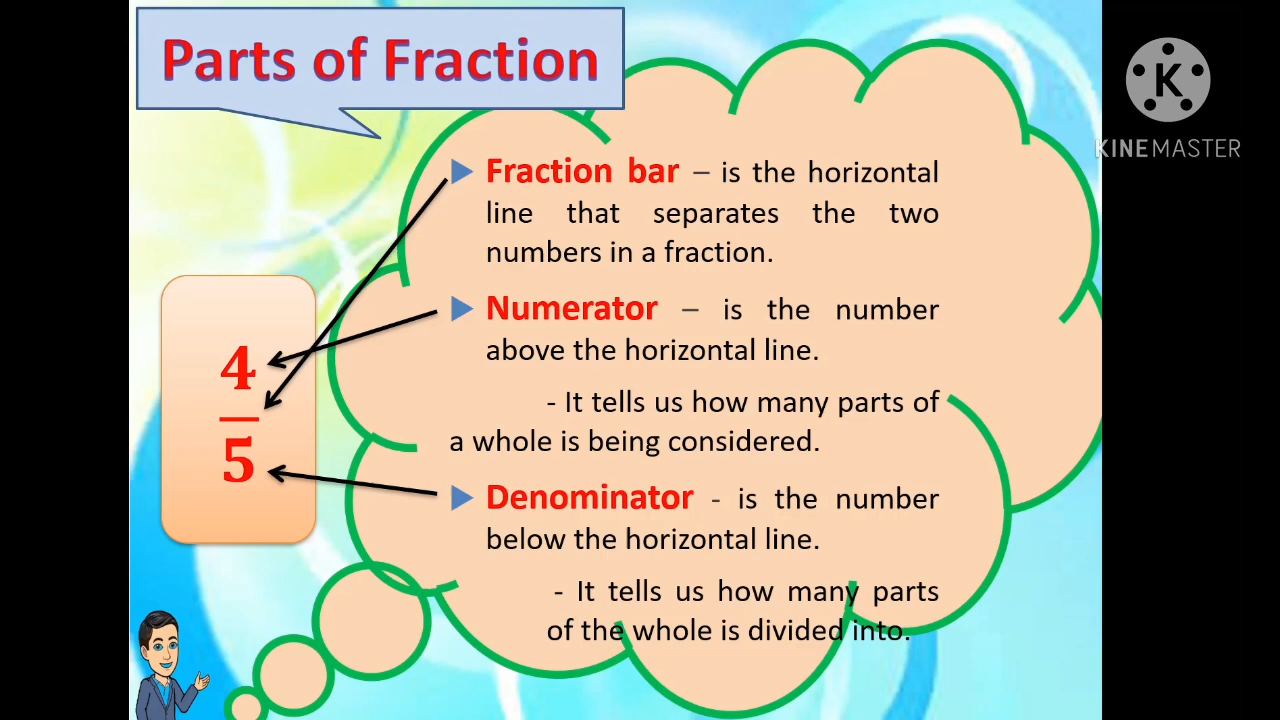 Parts of Fraction
K
KINEMASTER
Fraction bar – is the horizontal
line that separates the two
numbers in a fraction.
Numerator – is the number
above the horizontal line.
- It tells us how many parts of
a whole is being considered.
4
5
Denominator - is the number
below the horizontal line.
- It tells us how many parts
of the whole is divided into.